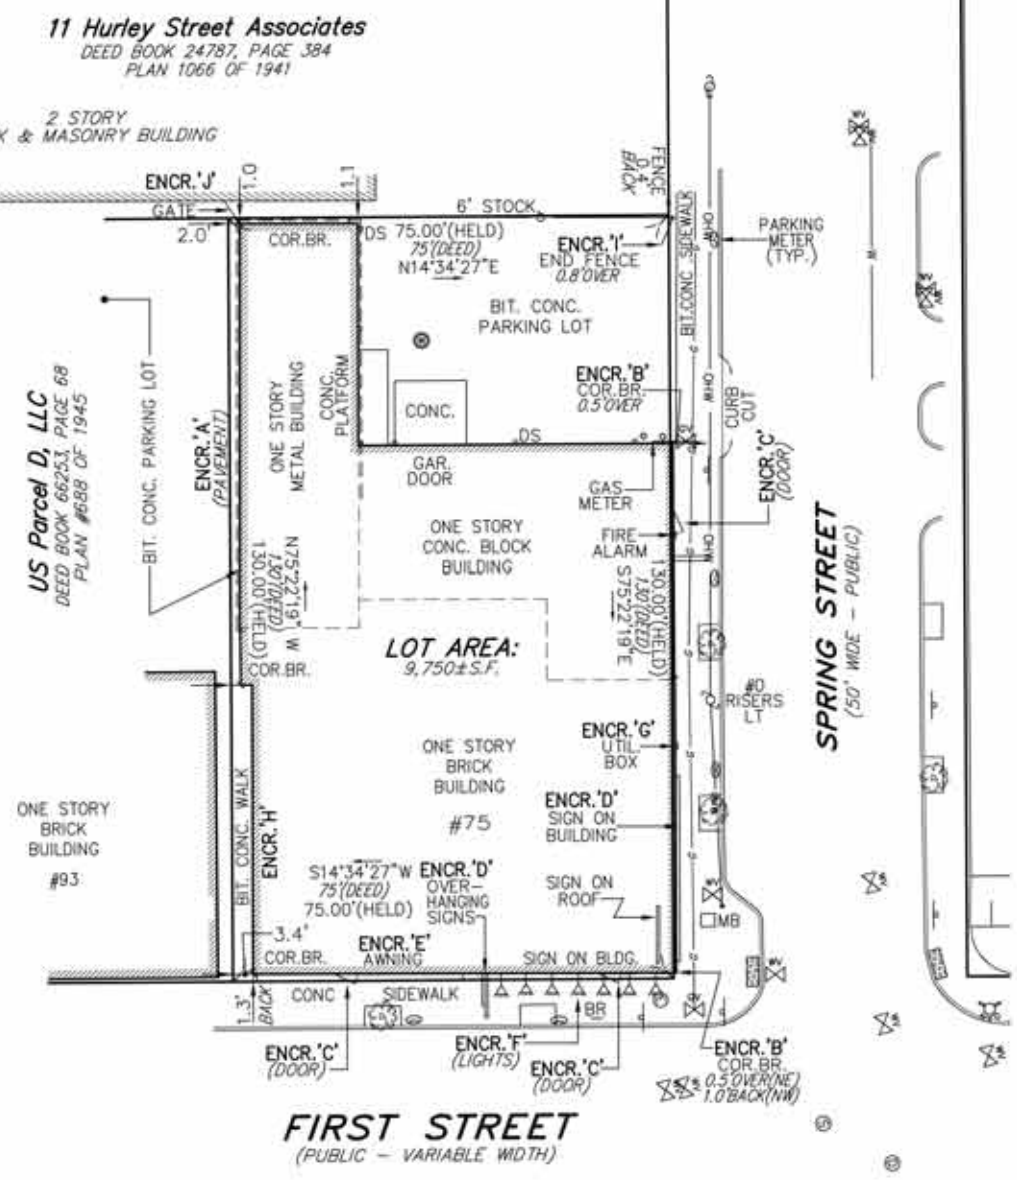 11 Hurley Street Associates
DEED BOOK 24787, PAGE 384
PLAN 1066 OF 1941
2 STORY
K & MASONRY BUILDING
ENCR.'J'
1.0
1.1
GATE
2.0'
COR.BR.
DS
6' STOCK
FENCE
0.4'
BACK
75.00'(HELD)
75'(DEED)
N14°34'27"E
ENCR.'I'
END FENCE
0.8'OVER
BIT.CONC. SIDEWALK
OHW
PARKING
METER
(TYP.)
BIT. CONC.
PARKING LOT
US Parcel D, LLC
DEED BOOK 66253, PAGE 68
PLAN #688 OF 1945
BIT. CONC. PARKING LOT
ENCR.'A'
(PAVEMENT)
ONE STORY
METAL BUILDING
CONC.
PLATFORM
CONC.
ENCR.'B'
COR.BR.
0.5'OVER
OHW
CURB
CUT
DS
GAR.
DOOR
GAS
METER
ENCR.'C'
(DOOR)
ONE STORY
CONC. BLOCK
BUILDING
FIRE
ALARM
OHW
N75°22'19" W
130'(DEED)
130.00'(HELD)
130.00'(HELD)
130'(DEED)
S75°22'19"E
SPRING STREET
(50' WIDE - PUBLIC)
LOT AREA:
9,750±S.F.
COR.BR.
#0
RISERS
LT
ENCR.'G'
UTIL.
BOX
ONE STORY
BRICK
BUILDING
#75
ENCR.'D'
SIGN ON
BUILDING
ONE STORY
BRICK
BUILDING
#93
BIT. CONC. WALK
ENCR.'H'
S14°34'27"W
75'(DEED)
75.00'(HELD)
ENCR.'D'
OVER-
HANGING
SIGNS
SIGN ON
ROOF
MB
3.4'
COR.BR.
ENCR.'E'
AWNING
SIGN ON BLDG.
1.3'
BACK
CONC
SIDEWALK
BR
ENCR.'C'
(DOOR)
ENCR.'F'
(LIGHTS)
ENCR.'C'
(DOOR)
ENCR.'B'
COR.BR.
0.5'OVER(NE)
1.0'BACK(NW)
FIRST STREET
(PUBLIC - VARIABLE WIDTH)